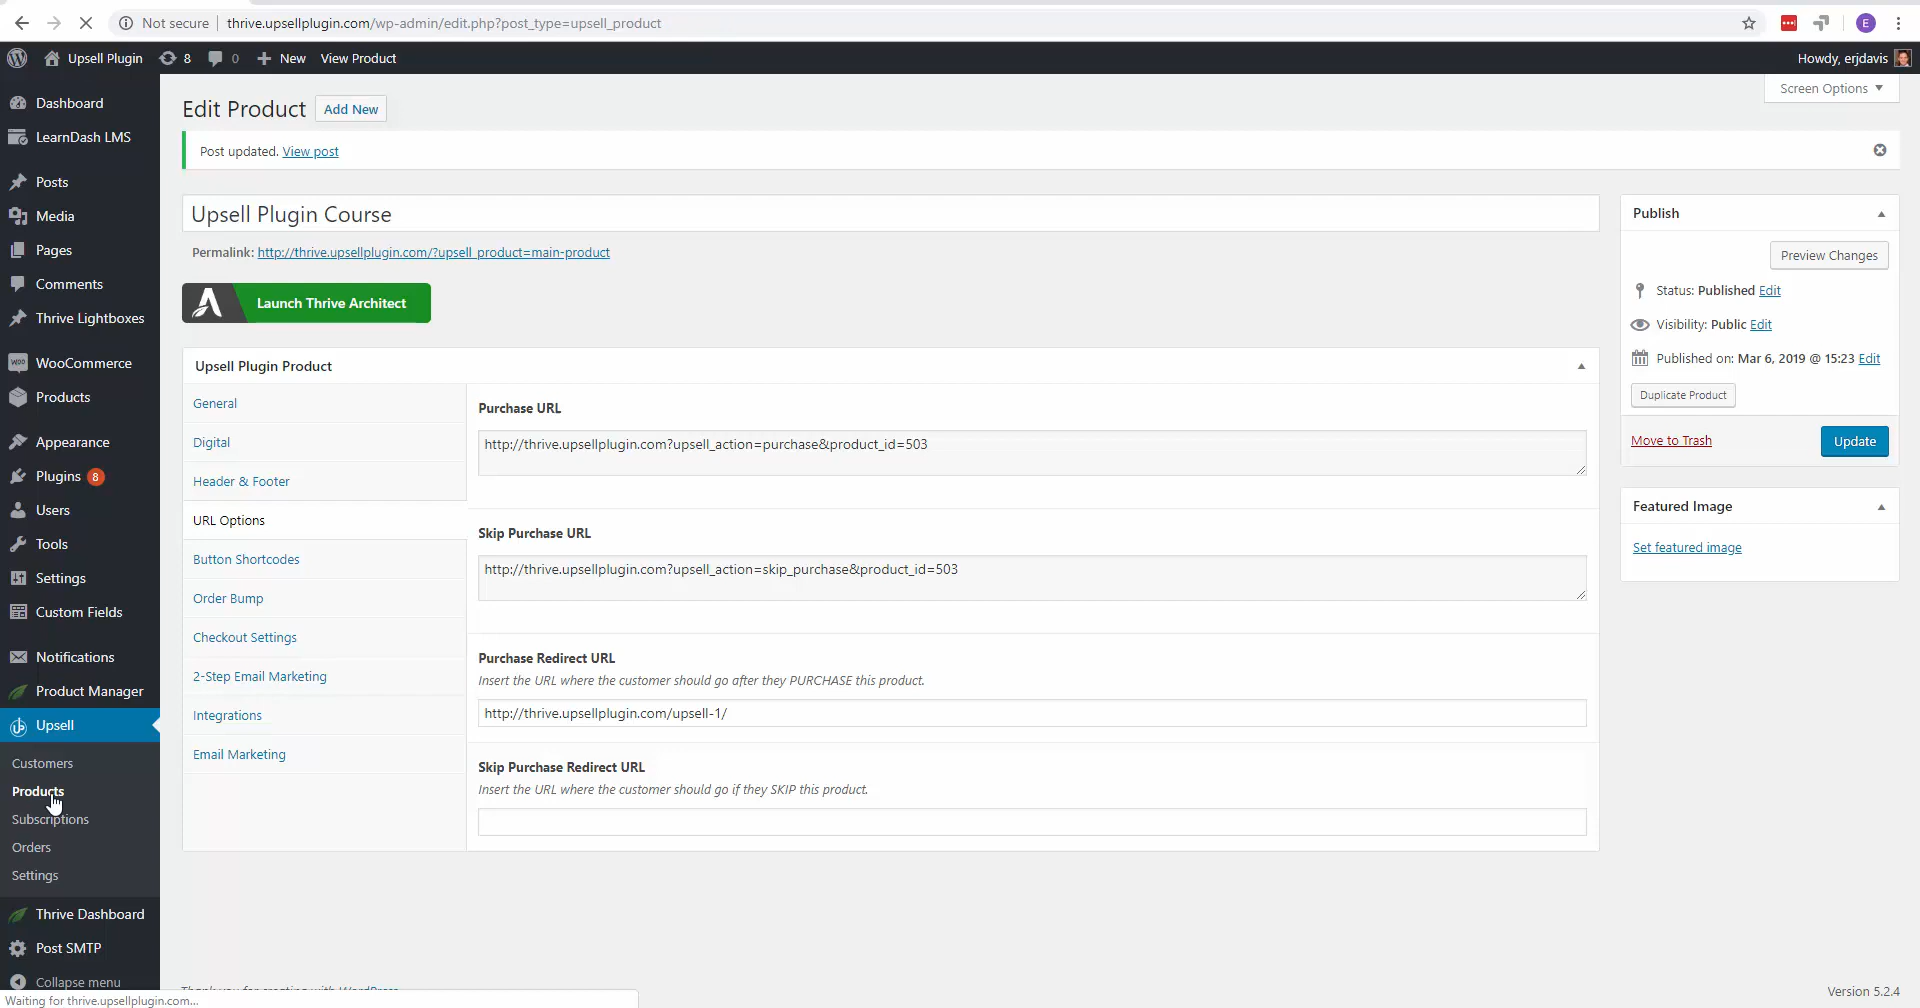 Not secure
thrive.upsellplugin.com/wp-admin/edit.php?post_type=upsell_product
E
Upsell Plugin
8
0
New
View Product
Howdy, erjdavis
Dashboard
LearnDash LMS
Posts
Media
Pages
Comments
Thrive Lightboxes
WooCommerce
Products
Appearance
Plugins 8
Users
Tools
Settings
Custom Fields
Notifications
Product Manager
Upsell
Customers
Products
Subscriptions
Orders
Settings
Thrive Dashboard
Post SMTP
Collapse menu
Waiting for thrive.upsellplugin.com...
Screen Options
Edit Product
Add New
Post updated. View post
Upsell Plugin Course
Permalink: http://thrive.upsellplugin.com/?upsell_product=main-product
Launch Thrive Architect
Upsell Plugin Product
General
Digital
Header & Footer
URL Options
Button Shortcodes
Order Bump
Checkout Settings
2-Step Email Marketing
Integrations
Email Marketing
Purchase URL
http://thrive.upsellplugin.com?upsell_action=purchase&product_id=503
Skip Purchase URL
http://thrive.upsellplugin.com?upsell_action=skip_purchase&product_id=503
Purchase Redirect URL
Insert the URL where the customer should go after they PURCHASE this product.
http://thrive.upsellplugin.com/upsell-1/
Skip Purchase Redirect URL
Insert the URL where the customer should go if they SKIP this product.
Publish
Preview Changes
Status: Published Edit
Visibility: Public Edit
Published on: Mar 6, 2019 @ 15:23 Edit
Duplicate Product
Move to Trash
Update
Featured Image
Set featured image
Version 5.2.4